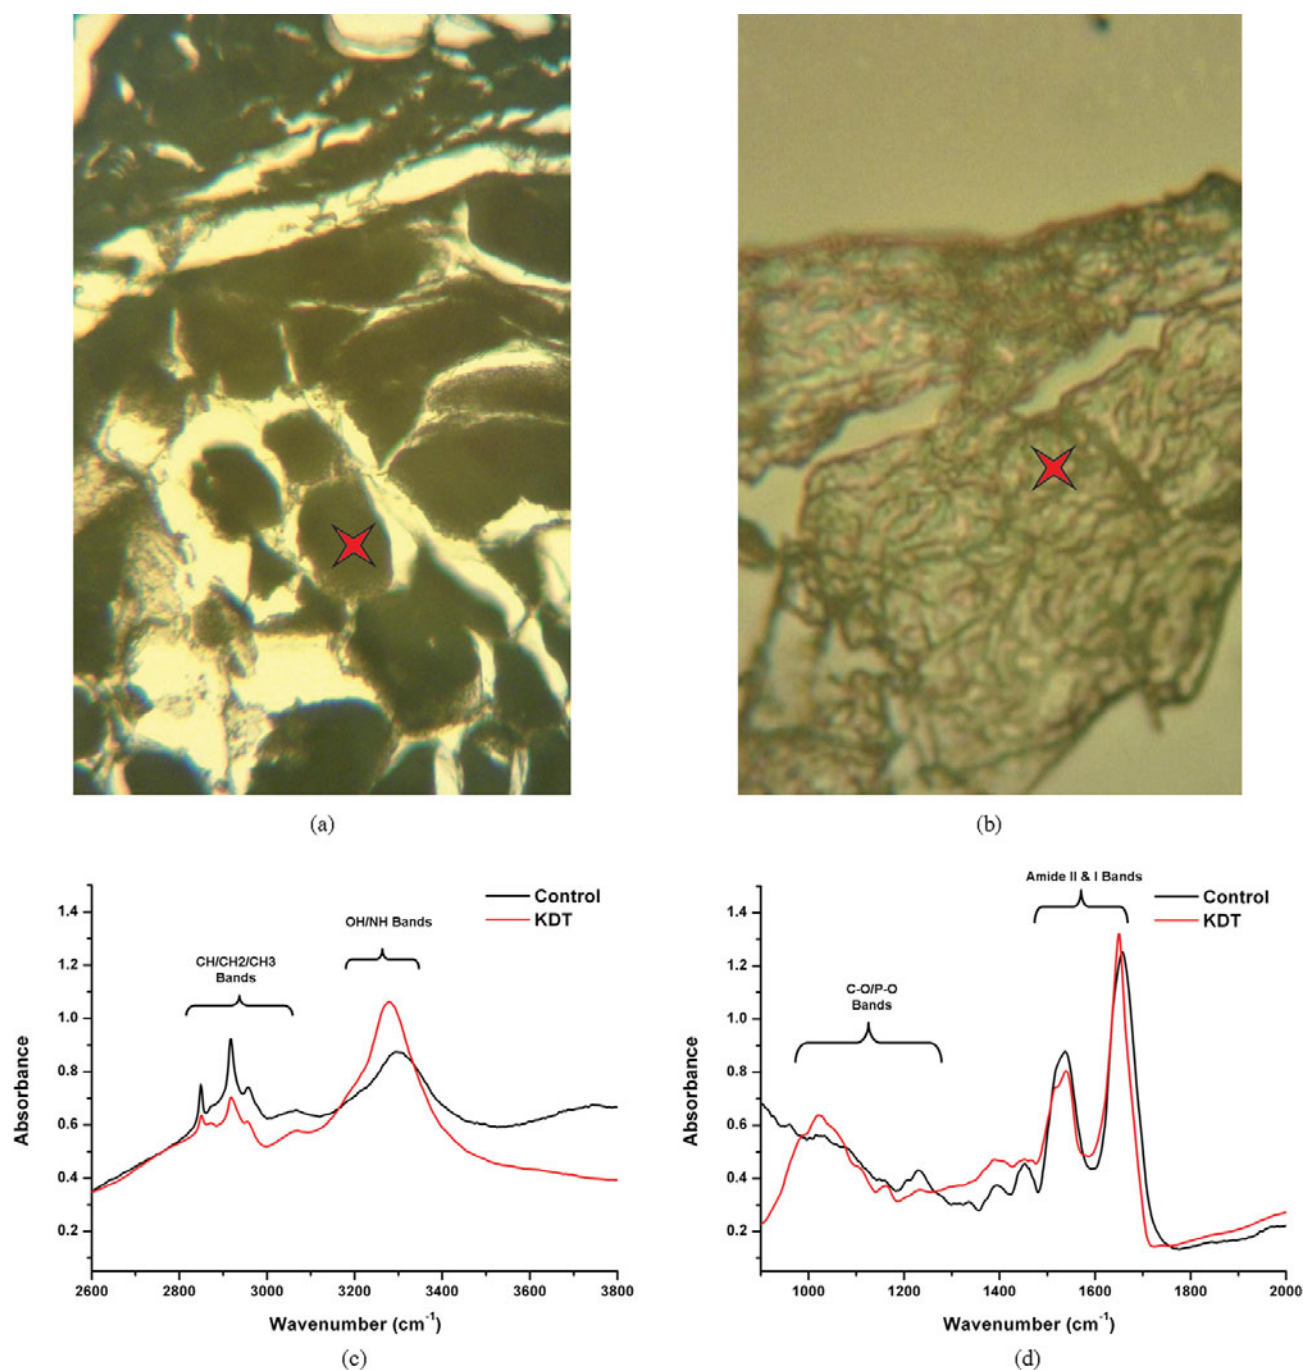 (a)
(b)
Control
KDT
OH/NH Bands
CH/CH2/CH3
Bands
1.4
1.2
1.0
0.8
0.6
0.4
0.2
Absorbance
2600 2800 3000 3200 3400 3600 3800
Wavenumber (cm⁻¹)
(c)
Amide II & I Bands
Control
KDT
C-O/P-O
Bands
1.4
1.2
1.0
0.8
0.6
0.4
0.2
Absorbance
1000 1200 1400 1600 1800 2000
Wavenumber (cm⁻¹)
(d)